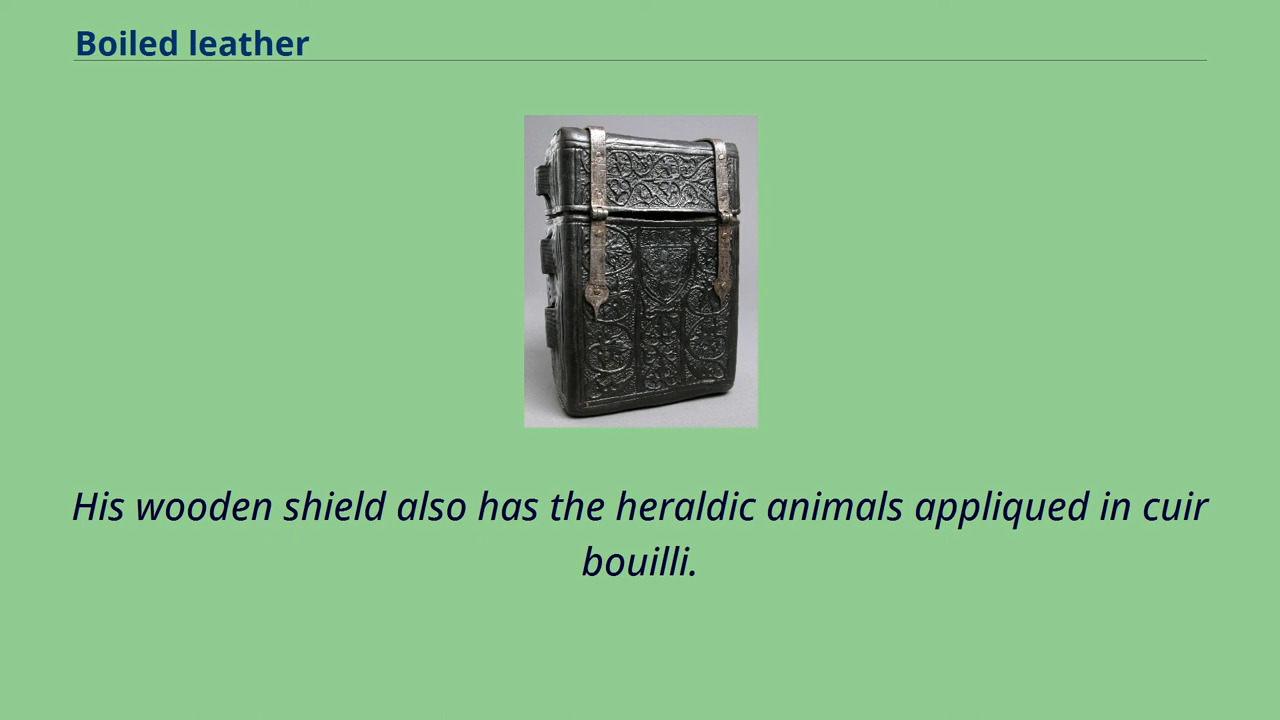 Boiled leather
His wooden shield also has the heraldic animals appliqued in cuir
bouilli.